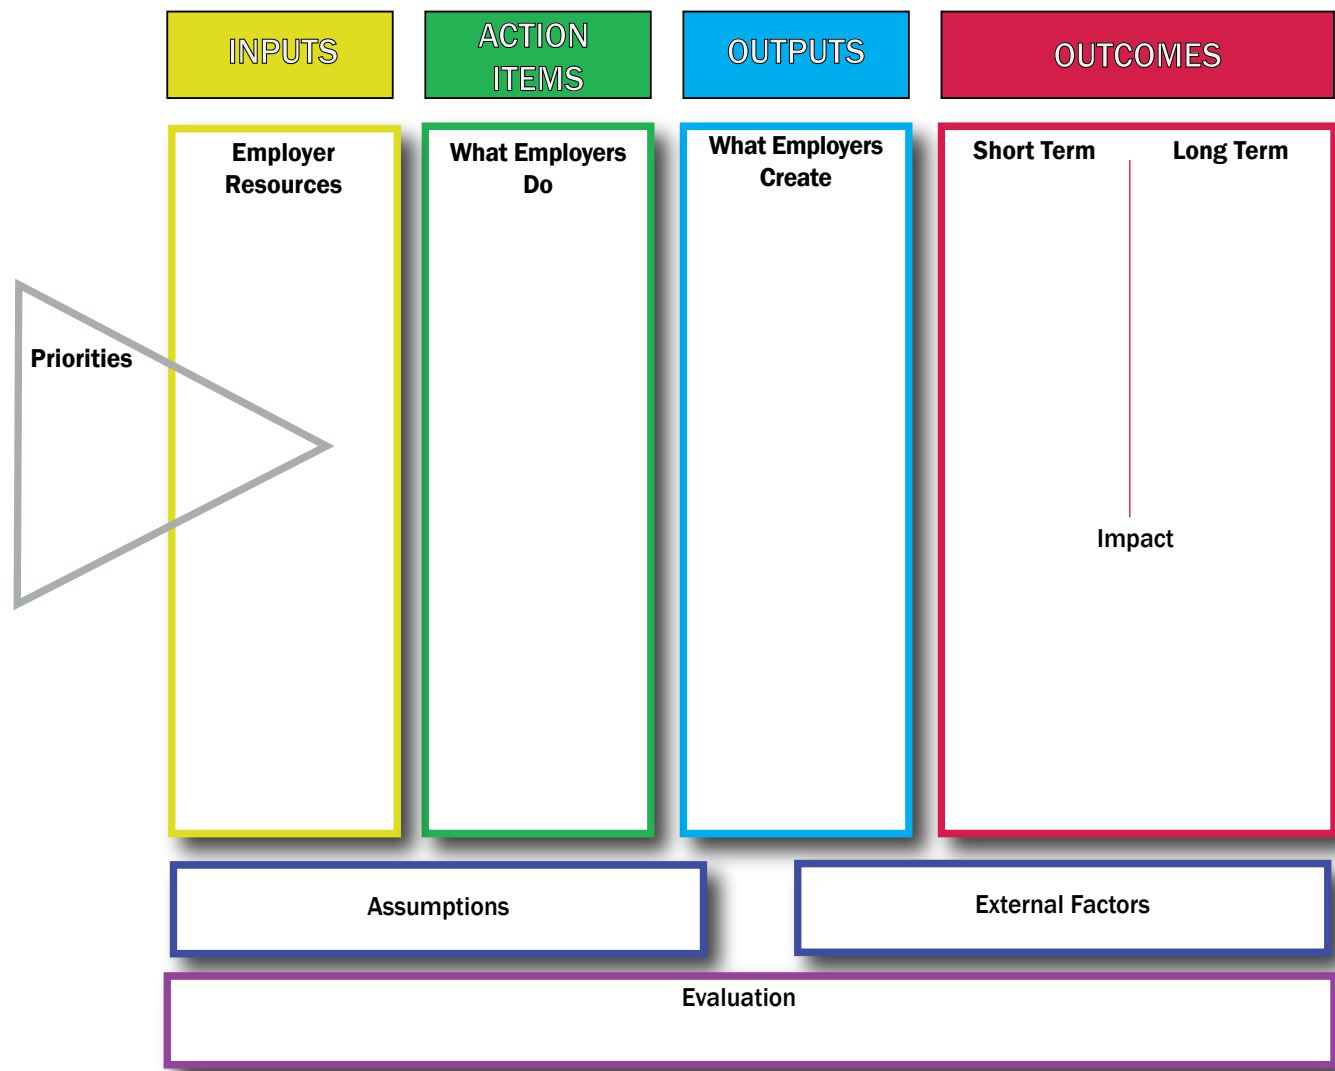 INPUTS
ACTION
ITEMS
OUTPUTS
OUTCOMES
Employer
Resources
What Employers
Do
What Employers
Create
Short Term
Long Term
Priorities
Impact
Assumptions
External Factors
Evaluation